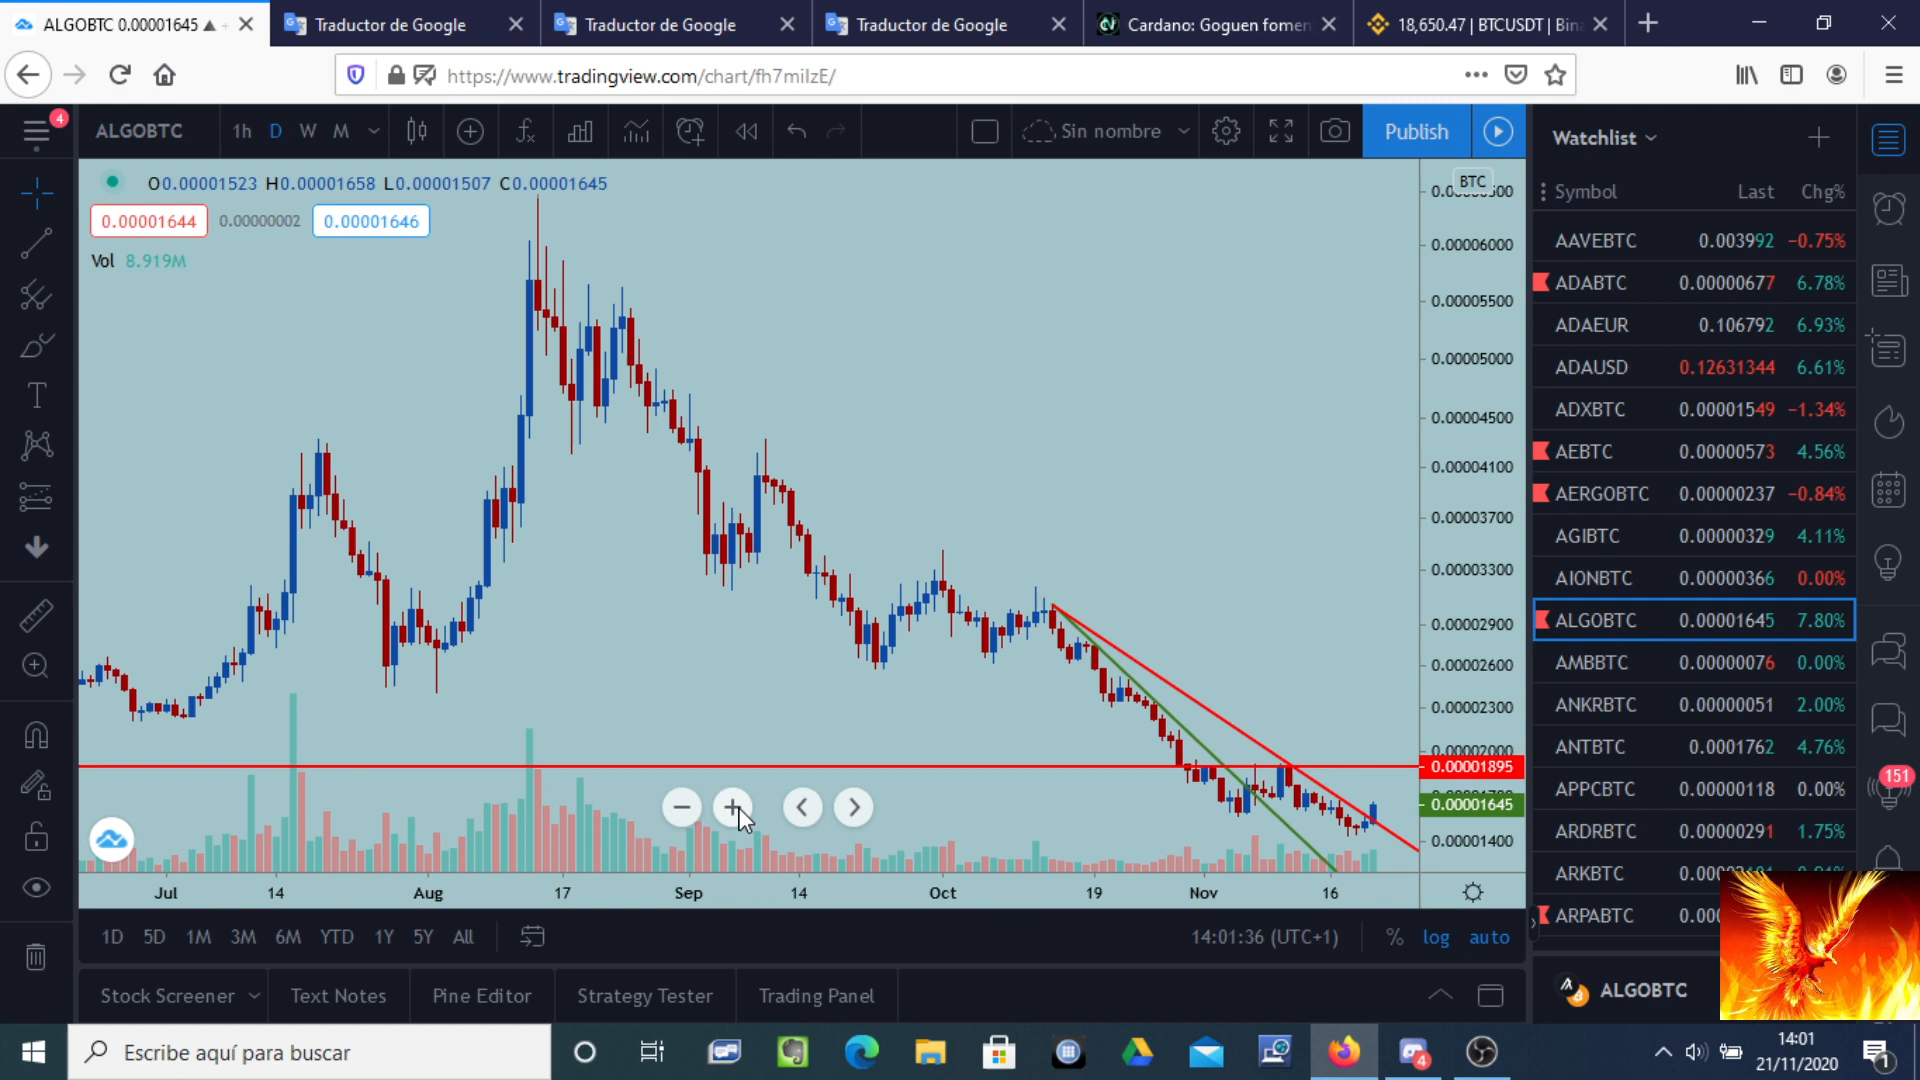 ALGOBTC 0.00001645 ▲
Traductor de Google
Traductor de Google
Traductor de Google
Cardano: Goguen fomen
18,650.47 | BTCUSDT | Bin
https://www.tradingview.com/chart/fh7miIzE/
4
ALGOBTC
1h D W M
Sin nombre
Publish
Watchlist
O0.00001523 H0.00001658 L0.00001507 C0.00001645
0.00001644
0.00000002
0.00001646
Vol 8.919M
BTC
0.00006000
0.00005500
0.00005000
0.00004500
0.00004100
0.00003700
0.00003300
0.00002900
0.00002600
0.00002300
0.00002000
0.00001895
0.00001645
0.00001400
Jul 14 Aug 17 Sep 14 Oct 19 Nov 16
1D 5D 1M 3M 6M YTD 1Y 5Y All
14:01:36 (UTC+1)
% log auto
Stock Screener
Text Notes
Pine Editor
Strategy Tester
Trading Panel
Symbol Last Chg%
AAVEBTC 0.003992 −0.75%
ADABTC 0.00000677 6.78%
ADAEUR 0.106792 6.93%
ADAUSD 0.12631344 6.61%
ADXBTC 0.00001549 −1.34%
AEBTC 0.00000573 4.56%
AERGOBTC 0.00000237 −0.84%
AGIBTC 0.00000329 4.11%
AIONBTC 0.00000366 0.00%
ALGOBTC 0.00001645 7.80%
AMBBTC 0.00000076 0.00%
ANKRBTC 0.00000051 2.00%
ANTBTC 0.0001762 4.76%
APPCBTC 0.00000118 0.00%
ARDRBTC 0.00000291 1.75%
ARKBTC
ARPABTC
ALGOBTC
151
Escribe aquí para buscar
4
14:01
21/11/2020
1